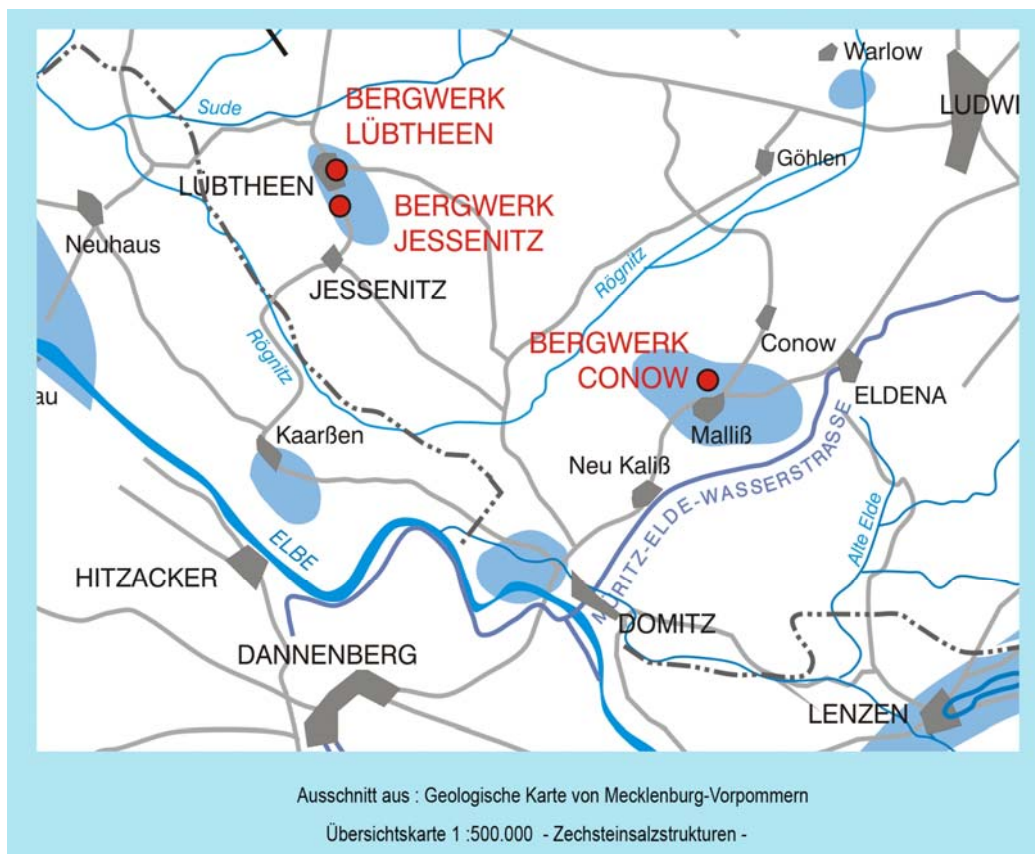 Warlow
LUDWI
Sude
BERGWERK
LÜBTHEEN
Göhlen
LÜBTHEEN
BERGWERK
JESSENITZ
Neuhaus
JESSENITZ
Rögnitz
Rögnitz
BERGWERK
CONOW
Conow
ELDENA
au
Kaarßen
Malliß
Neu Kaliß
MÜRITZ-ELDE-WASSERSTRASSE
Alte Elde
ELBE
HITZACKER
DOMITZ
DANNENBERG
LENZEN
Ausschnitt aus : Geologische Karte von Mecklenburg-Vorpommern
Übersichtskarte 1 :500.000 - Zechsteinsalzstrukturen -